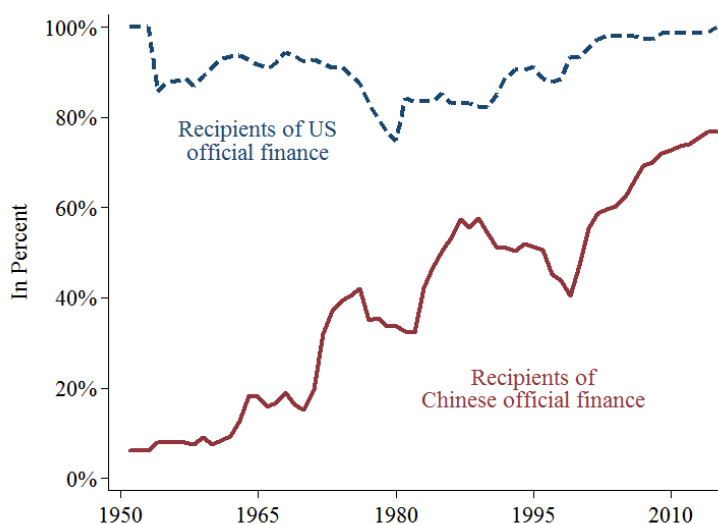 100%
80%
60%
40%
20%
0%
In Percent
Recipients of US
official finance
Recipients of
Chinese official finance
1950
1965
1980
1995
2010